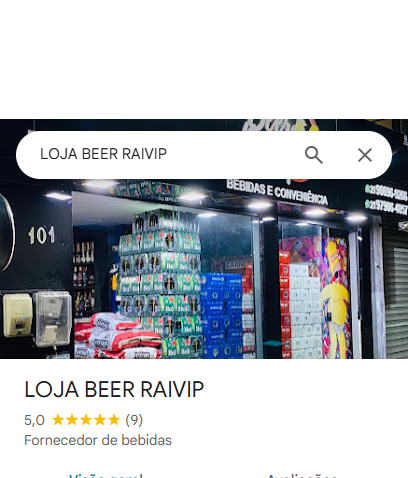 LOJA BEER RAIVIP
BEBIDAS E CONVENIÊNCIA
101
LOJA BEER RAIVIP
5,0 (9)
Fornecedor de bebidas
Visão geral Avaliações